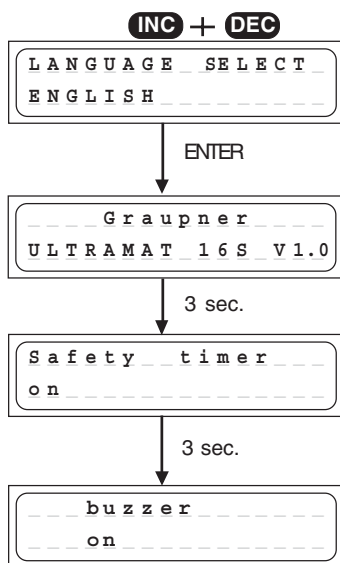 INC + DEC
LANGUAGE SELECT
ENGLISH
ENTER
Graupner
ULTRAMAT 16S V1.0
3 sec.
Safety timer
on
3 sec.
buzzer
on